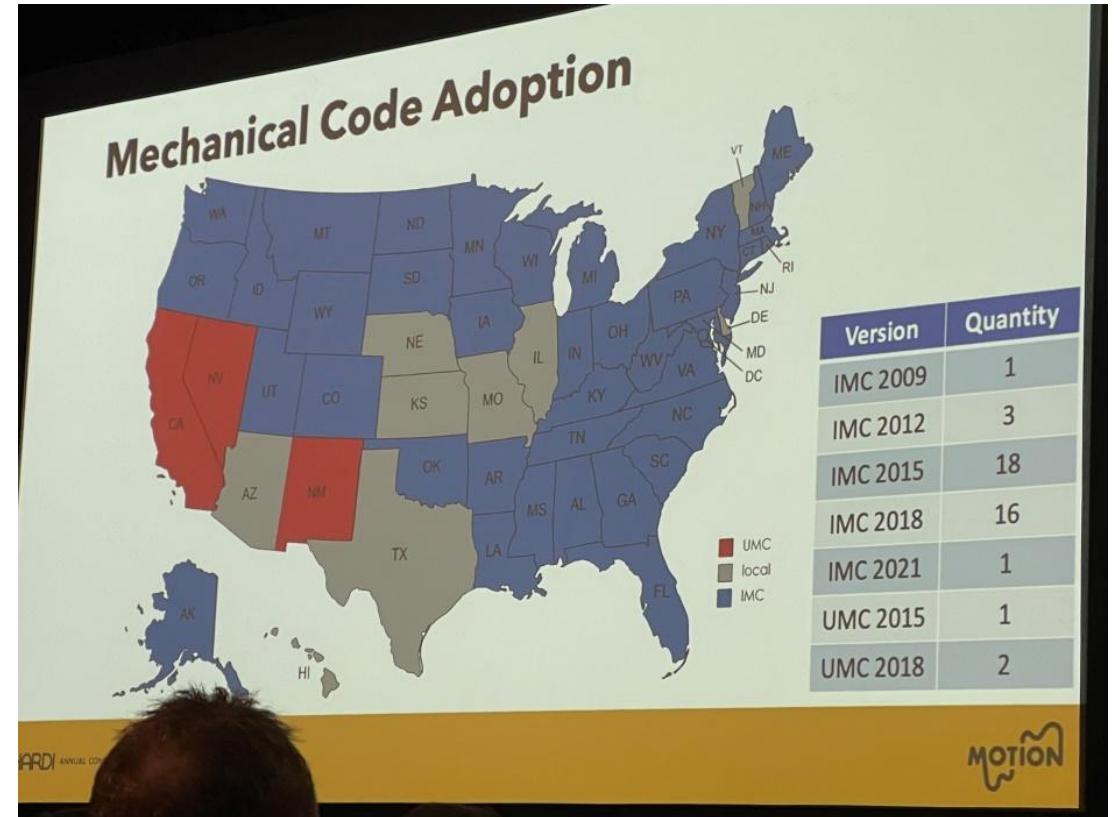 Mechanical Code Adoption
WA
MT
ND
MN
OR
ID
SD
WI
MI
WY
VT
ME
NH
NY
MA
CT
RI
PA
NJ
DE
MD
DC
NE
IA
IL
IN
OH
WV
VA
NV
UT
CO
KS
MO
KY
CA
NC
TN
OK
AR
SC
AZ
NM
MS
AL
GA
TX
LA
FL
AK
HI
UMC
local
IMC
Version Quantity
IMC 2009 1
IMC 2012 3
IMC 2015 18
IMC 2018 16
IMC 2021 1
UMC 2015 1
UMC 2018 2
HARDI ANNUAL
MOTION